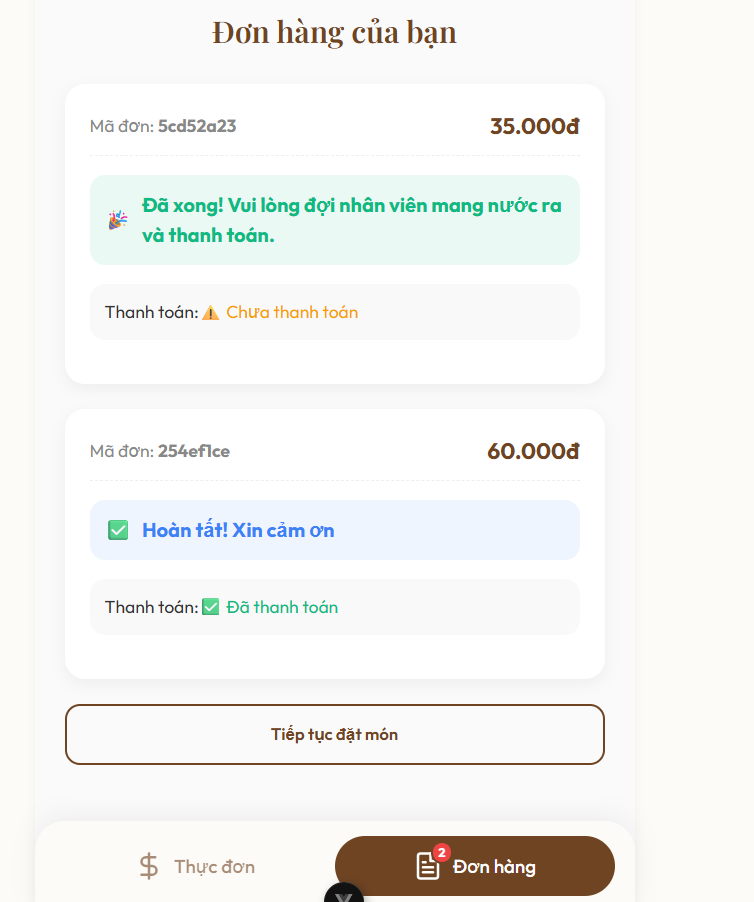 Đơn hàng của bạn
Mã đơn: 5cd52a23
35.000đ
🎉 Đã xong! Vui lòng đợi nhân viên mang nước ra
và thanh toán.
Thanh toán: ⚠️ Chưa thanh toán
Mã đơn: 254ef1ce
60.000đ
✅ Hoàn tất! Xin cảm ơn
Thanh toán: ✅ Đã thanh toán
Tiếp tục đặt món
$ Thực đơn
2
Đơn hàng